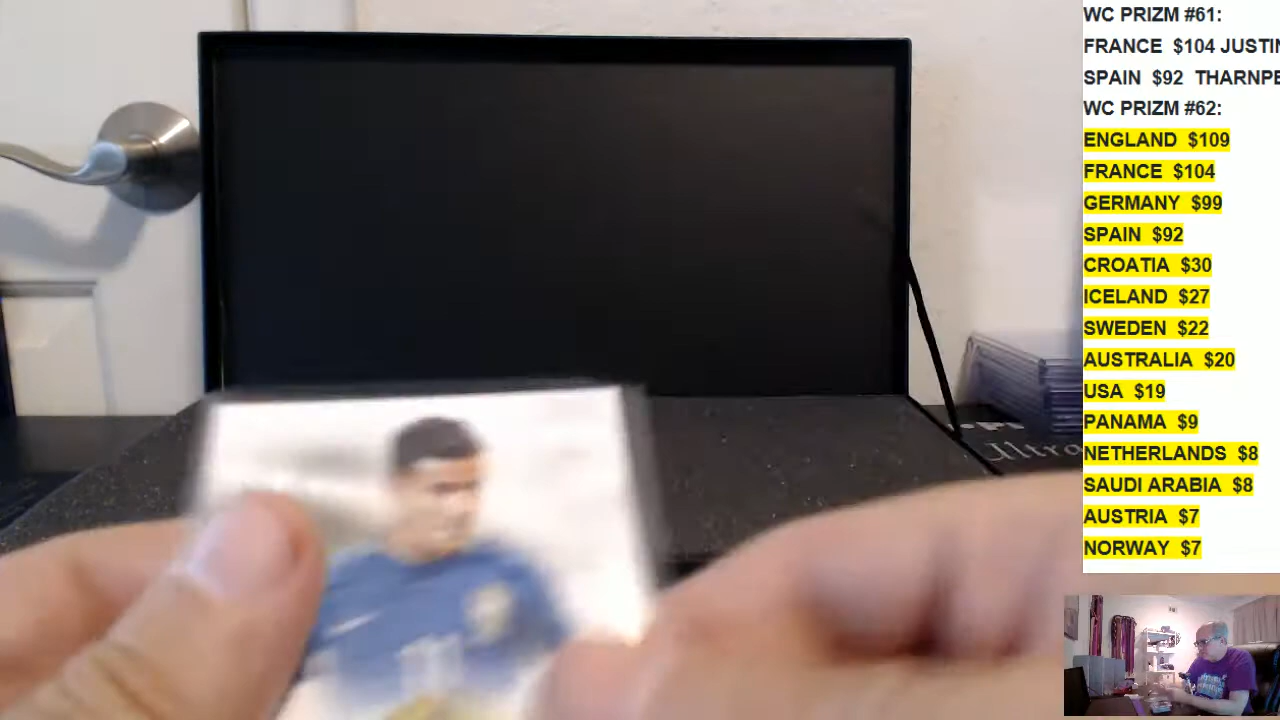 WC PRIZM #61:
FRANCE $104 JUSTIN
SPAIN $92 THARNPE
WC PRIZM #62:
ENGLAND $109
FRANCE $104
GERMANY $99
SPAIN $92
CROATIA $30
ICELAND $27
SWEDEN $22
AUSTRALIA $20
USA $19
PANAMA $9
NETHERLANDS $8
SAUDI ARABIA $8
AUSTRIA $7
NORWAY $7
Ultra